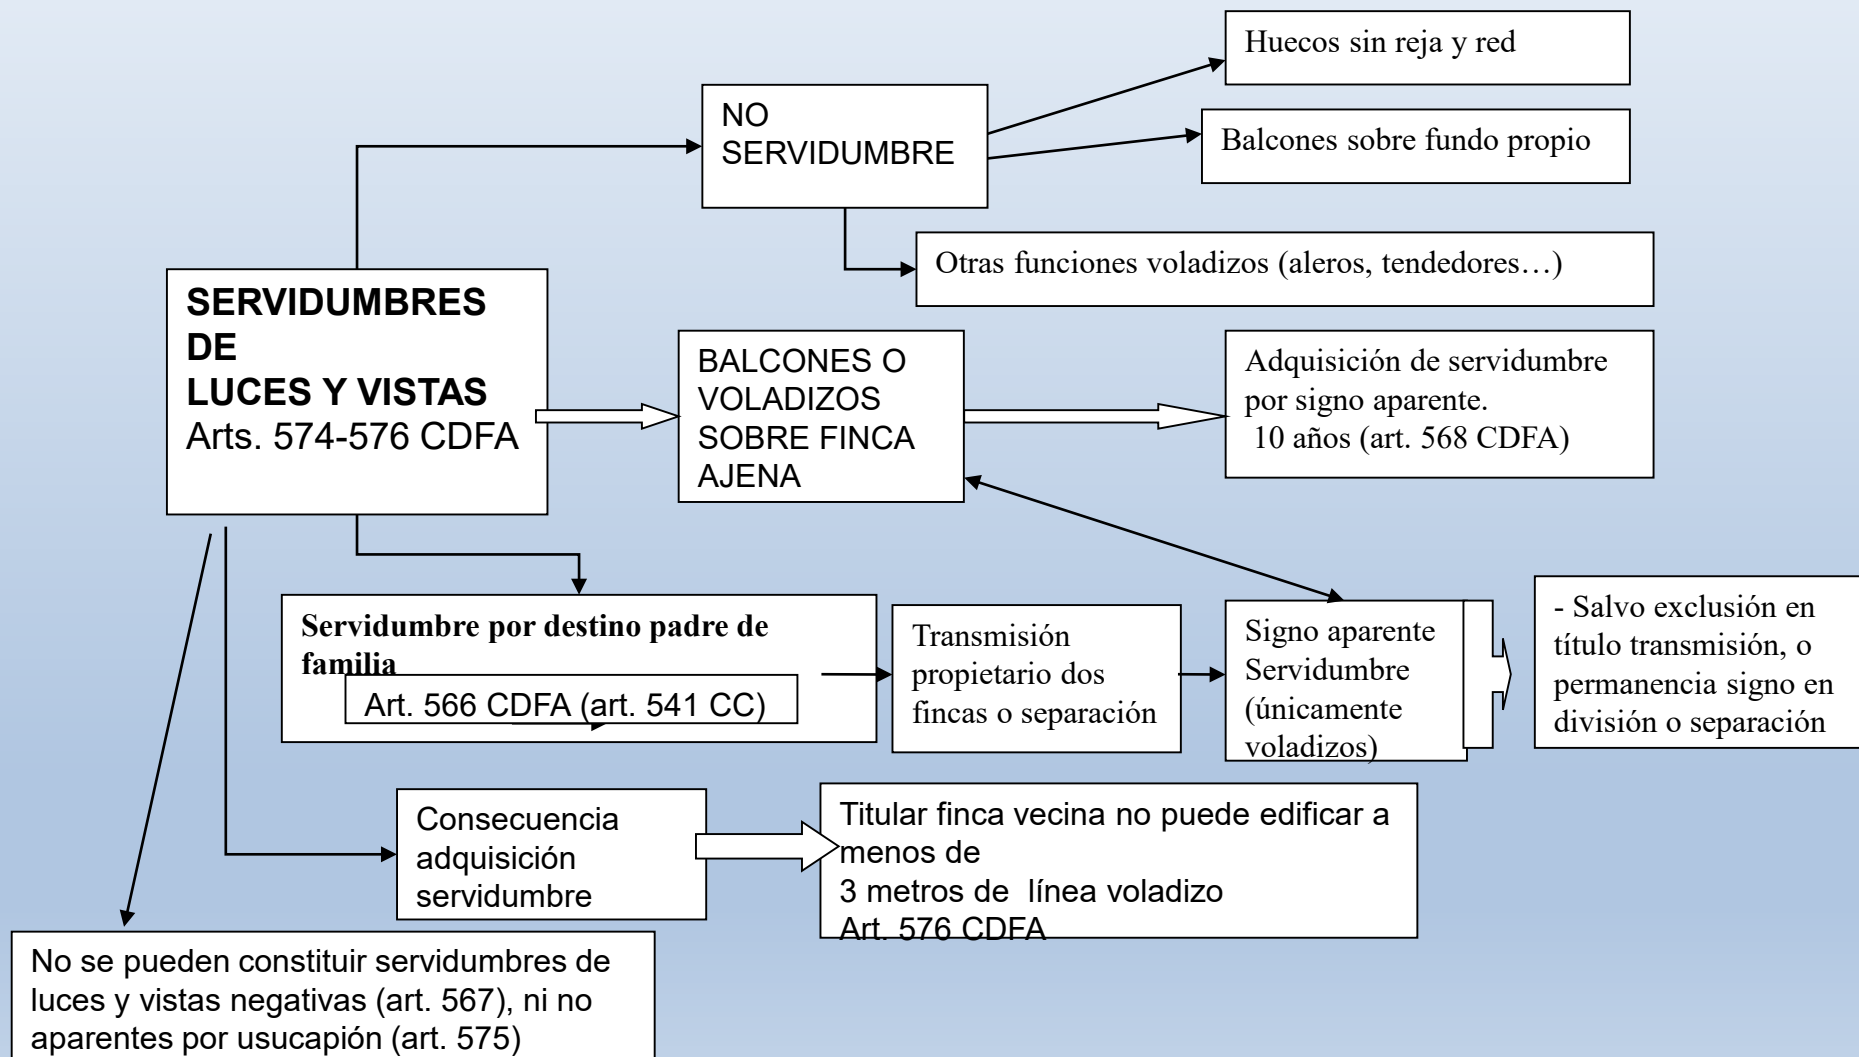 Huecos sin reja y red
NO
SERVIDUMBRE
Balcones sobre fundo propio
Otras funciones voladizos (aleros, tendedores…)
SERVIDUMBRES
DE
LUCES Y VISTAS
Arts. 574-576 CDFA
BALCONES O
VOLADIZOS
SOBRE FINCA
AJENA
Adquisición de servidumbre
por signo aparente.
10 años (art. 568 CDFA)
Servidumbre por destino padre de
familia
Art. 566 CDFA (art. 541 CC)
Transmisión
propietario dos
fincas o separación
Signo aparente
Servidumbre
(únicamente
voladizos)
- Salvo exclusión en
título transmisión, o
permanencia signo en
división o separación
Consecuencia
adquisición
servidumbre
Titular finca vecina no puede edificar a
menos de
3 metros de línea voladizo
Art. 576 CDFA
No se pueden constituir servidumbres de
luces y vistas negativas (art. 567), ni no
aparentes por usucapión (art. 575)